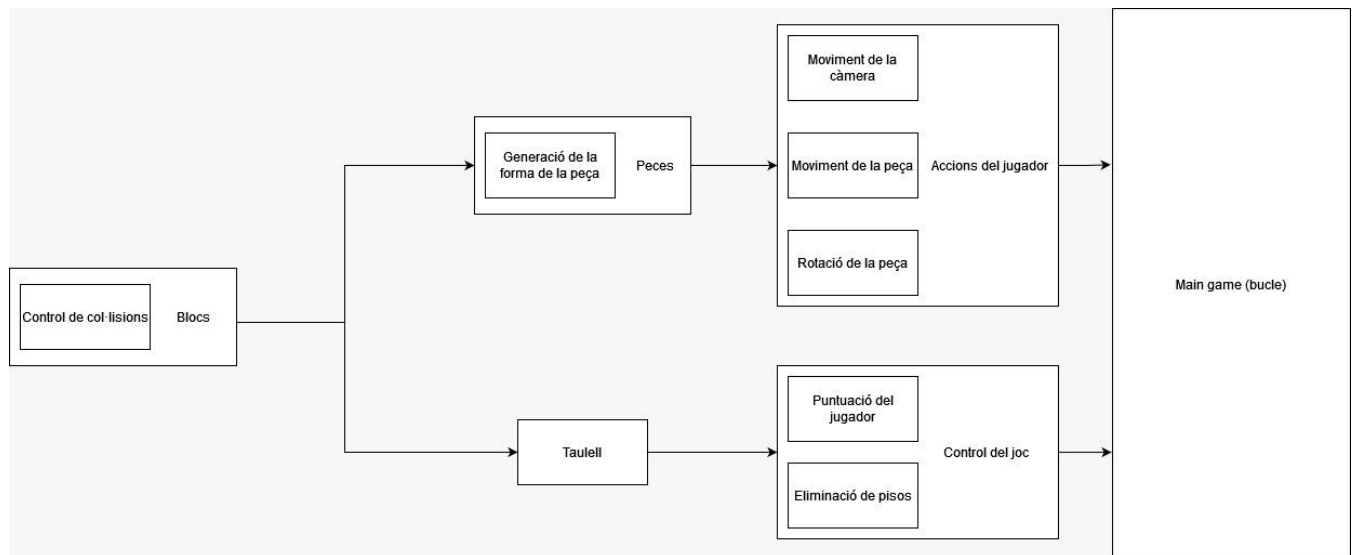 Moviment de la
càmera
Generació de la
forma de la peça
Peces
Moviment de la peça
Accions del jugador
Rotació de la peça
Main game (bucle)
Control de col·lisions
Blocs
Puntuació del
jugador
Taulell
Control del joc
Eliminació de pisos